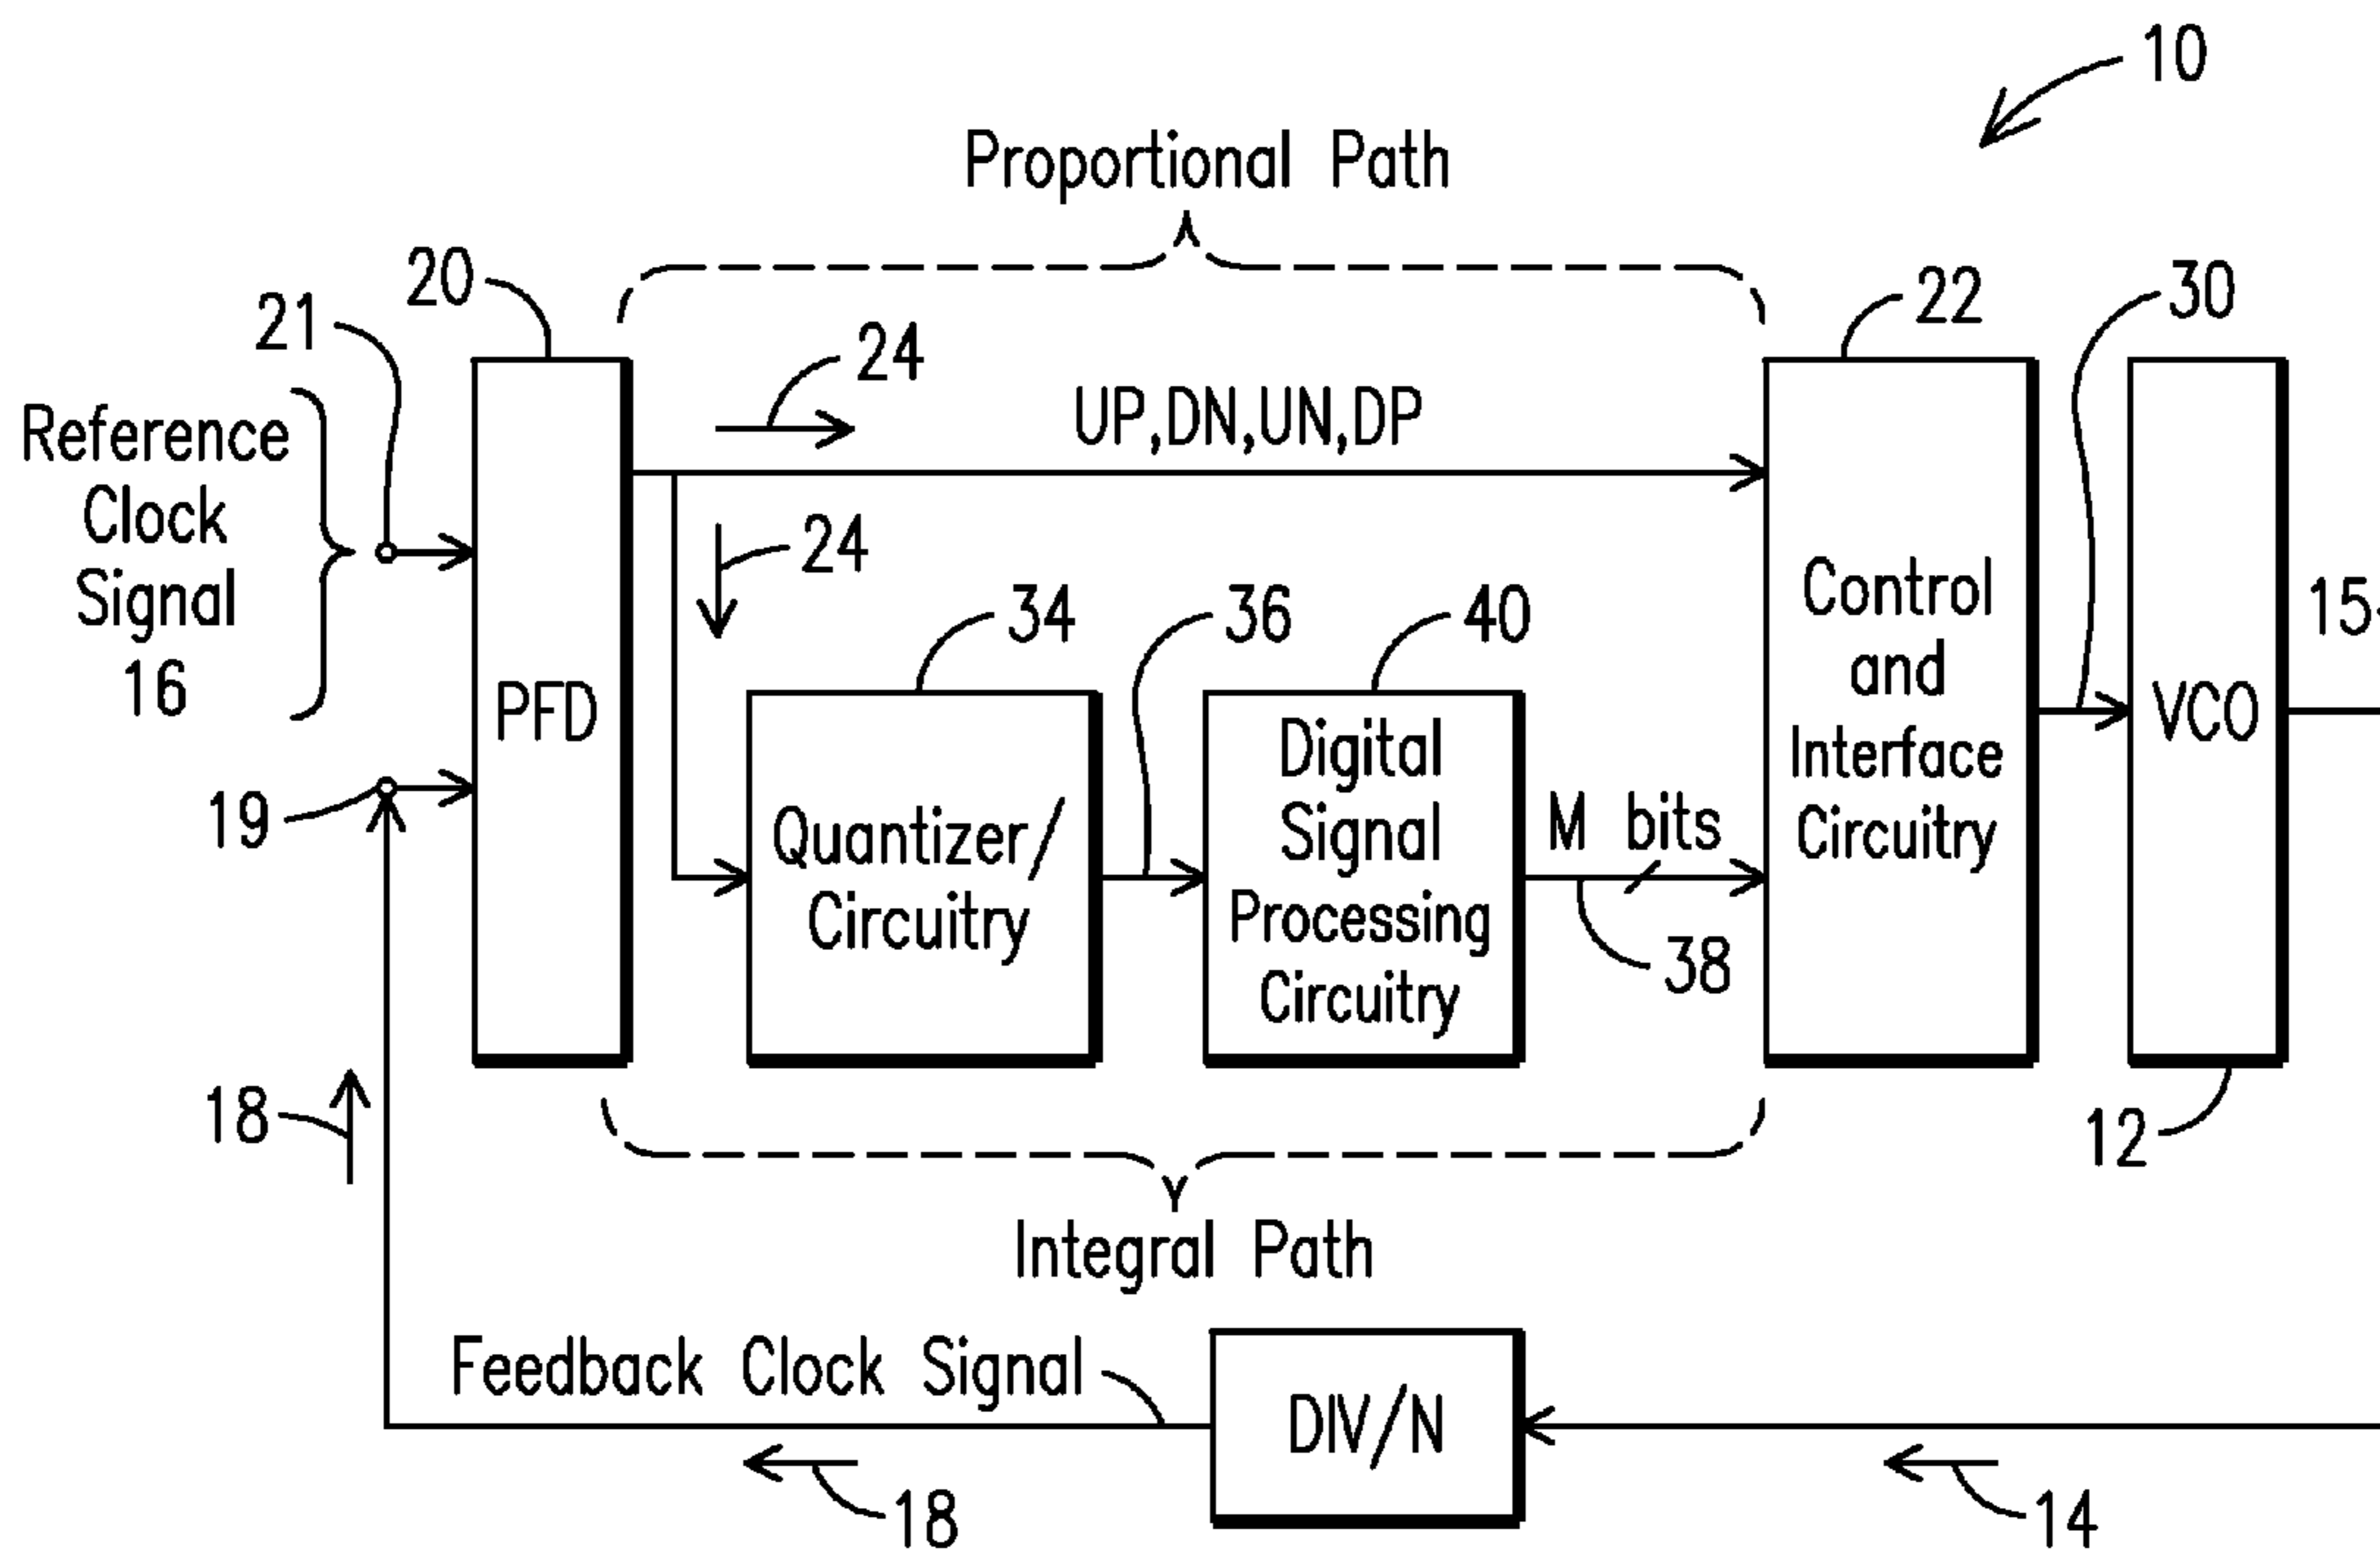 10
Proportional Path
20
22
30
21
24
UP,DN,UN,DP
Reference
Clock
Signal
16
24
34
36
40
15
PFD
Control
and
Interface
Circuitry
VCO
19
Quantizer/
Circuitry
Digital
Signal
Processing
Circuitry
M bits
38
18
12
Integral Path
Feedback Clock Signal
DIV/N
18
14